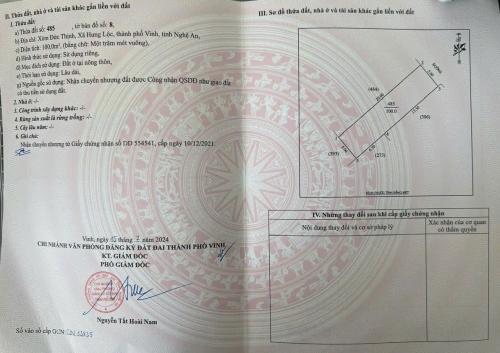 II. Thửa đất, nhà ở và tài sản khác gắn liền với đất
1. Thửa đất:
a) Thửa đất số: 485 , tờ bản đồ số: 8,
b) Địa chỉ: Xóm Đức Thịnh, Xã Hưng Lộc, thành phố Vinh, tỉnh Nghệ An,
c) Diện tích: 100,0m², (bằng chữ: Một trăm mét vuông),
d) Hình thức sử dụng: Sử dụng riêng,
đ) Mục đích sử dụng: Đất ở tại nông thôn,
e) Thời hạn sử dụng: Lâu dài,
g) Nguồn gốc sử dụng: Nhận chuyển nhượng đất được Công nhận QSDĐ như giao đất
có thu tiền sử dụng đất.
2. Nhà ở: -/-
3. Công trình xây dựng khác: -/-
4. Rừng sản xuất là rừng trồng: -/-
5. Cây lâu năm: -/-
6. Ghi chú:
Nhận chuyển nhượng từ Giấy chứng nhận số DD 554541, cấp ngày 10/12/2021.
Vinh, ngày tháng năm 2024
CHI NHÁNH VĂN PHÒNG ĐĂNG KÝ ĐẤT ĐAI THÀNH PHỐ VINH
KT. GIÁM ĐỐC
PHÓ GIÁM ĐỐC
Nguyễn Tất Hoài Nam
Số vào sổ cấp GCN:
III. Sơ đồ thửa đất, nhà ở và tài sản khác gắn liền với đất
ĐƯỜNG
(484)
485
100.0
(506)
(273)
IV. Những thay đổi sau khi cấp giấy chứng nhận
Nội dung thay đổi và cơ sở pháp lý
Xác nhận của cơ quan
có thẩm quyền